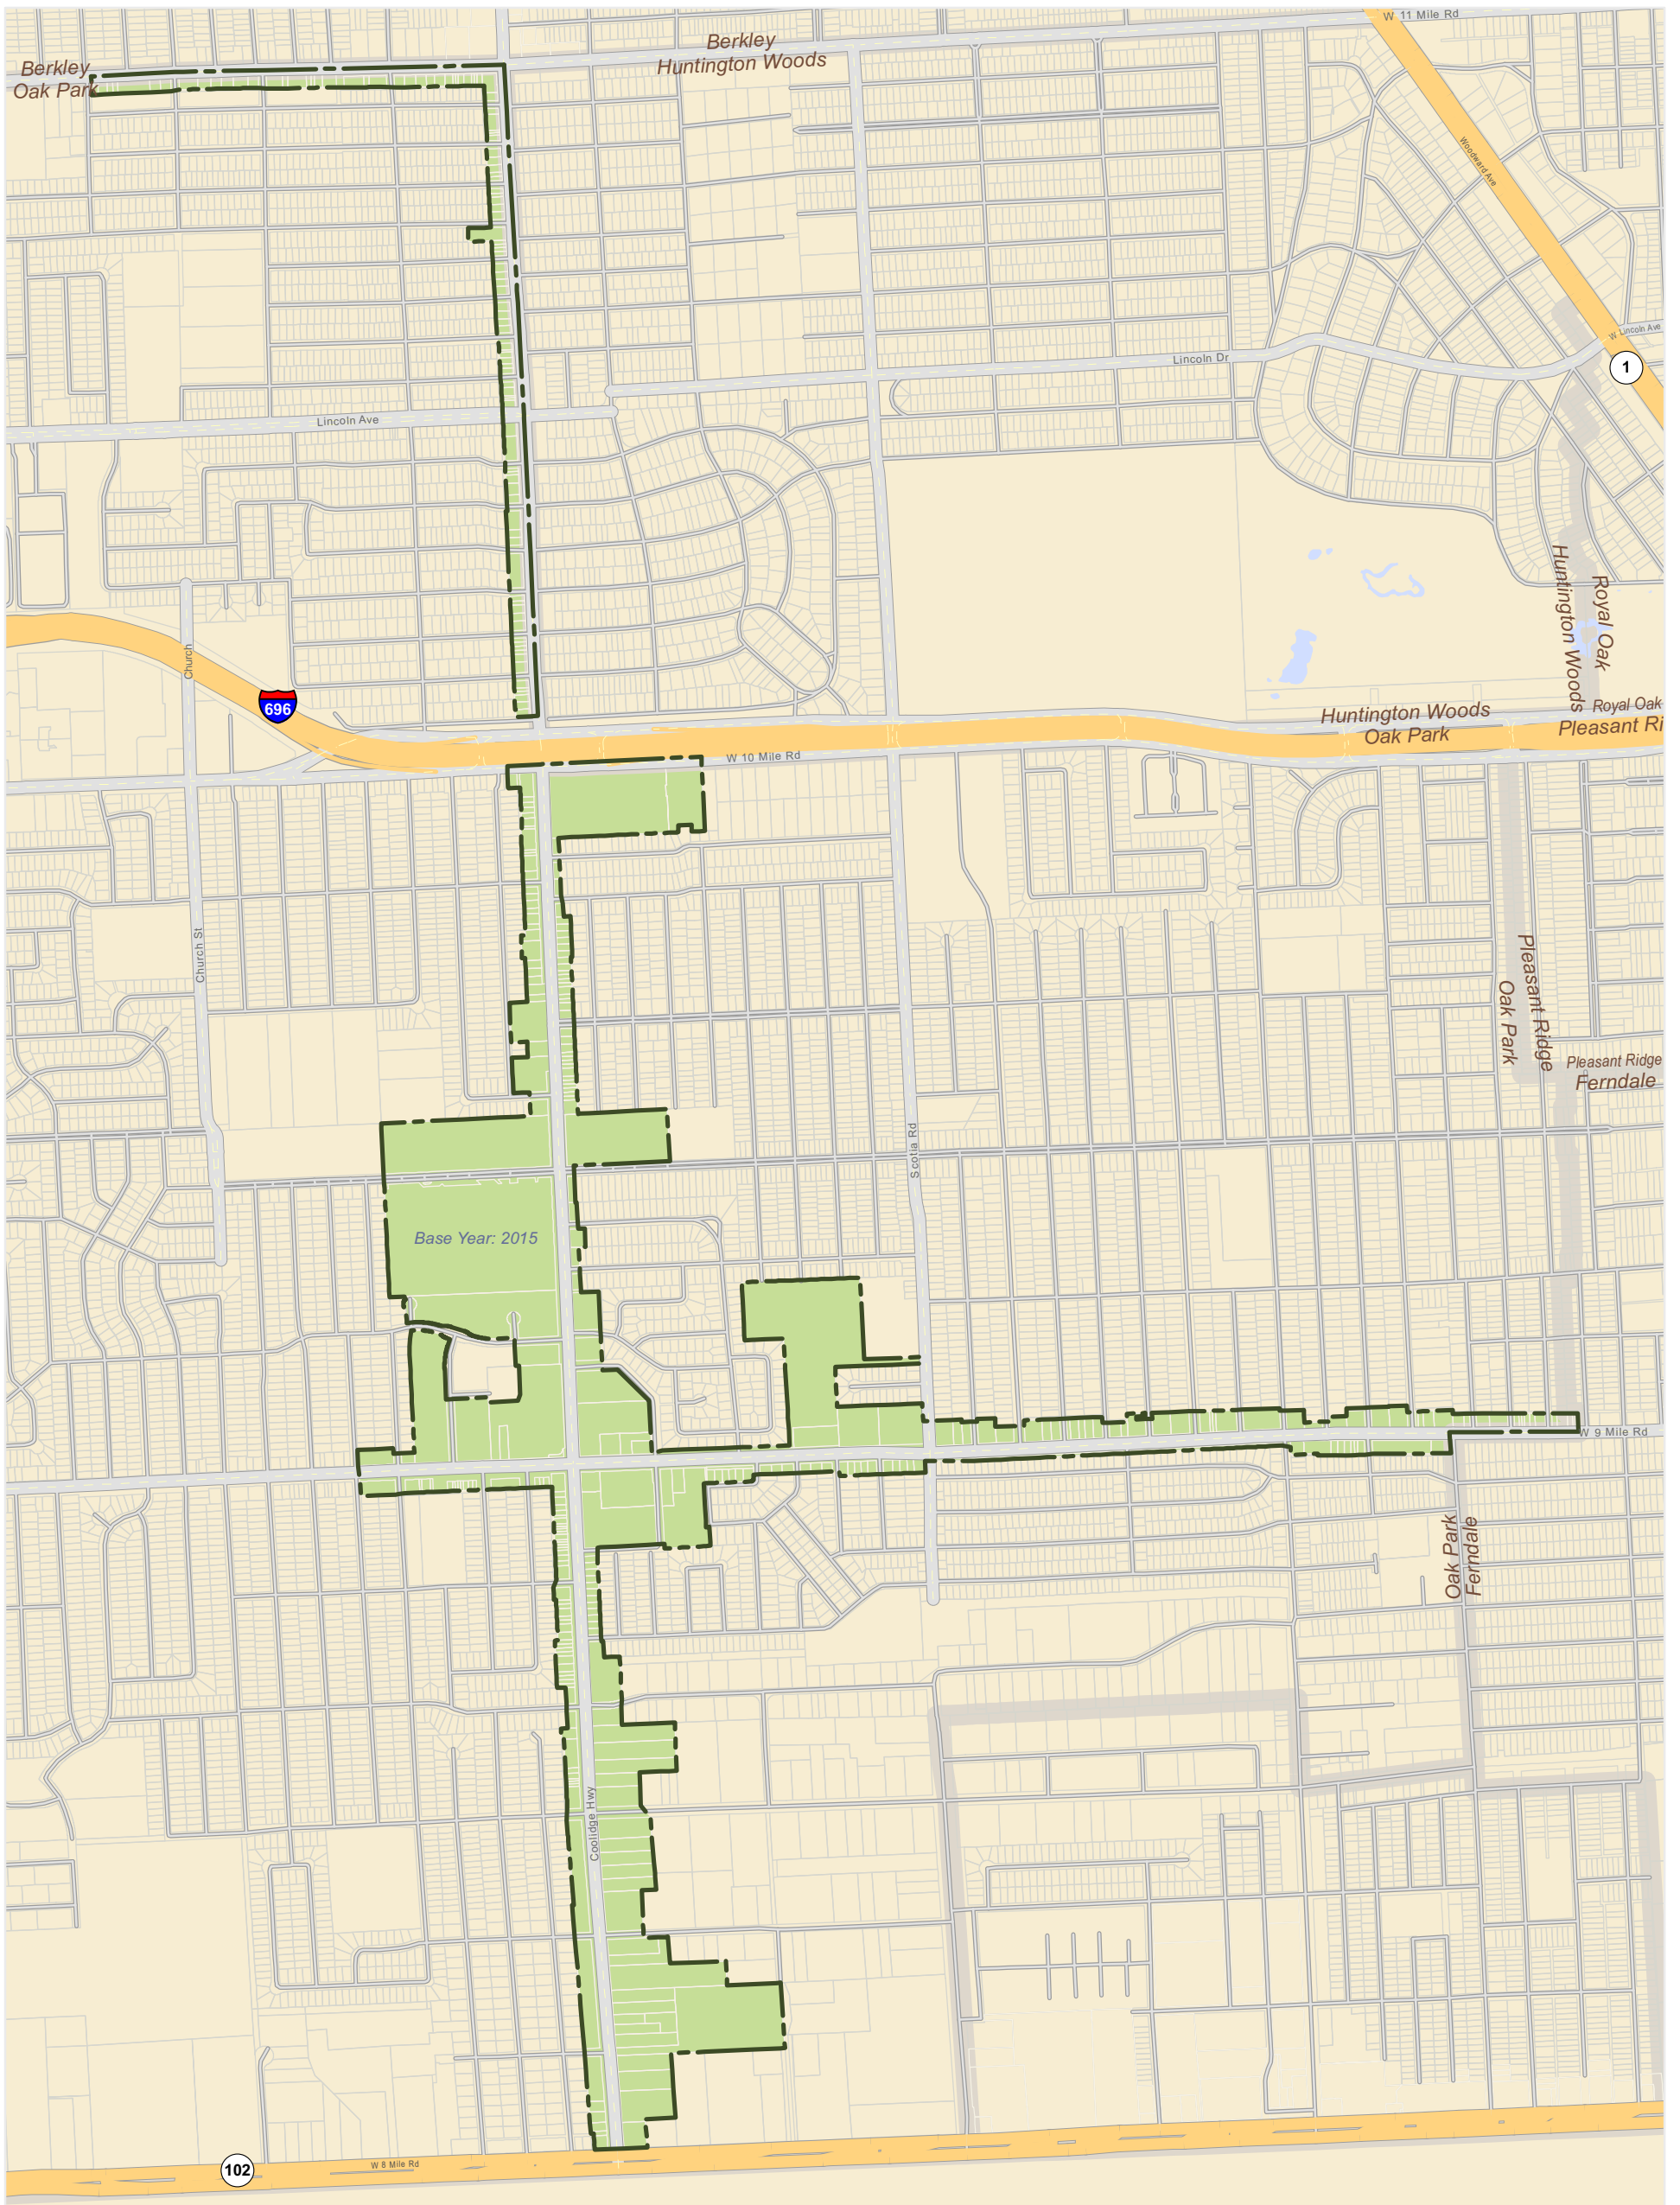 W 11 Mile Rd
Berkley
Huntington Woods
Berkley
Oak Park
Woodward Ave
W Lincoln Ave
1
Lincoln Dr
Lincoln Ave
Huntington Woods
Royal Oak
Church
696
Royal Oak
Pleasant Ri
Huntington Woods
Oak Park
W 10 Mile Rd
Church St
Oak Park
Pleasant Ridge
Pleasant Ridge
Ferndale
Scotia Rd
Base Year: 2015
W 9 Mile Rd
Oak Park
Ferndale
Coolidge Hwy
102
W 8 Mile Rd